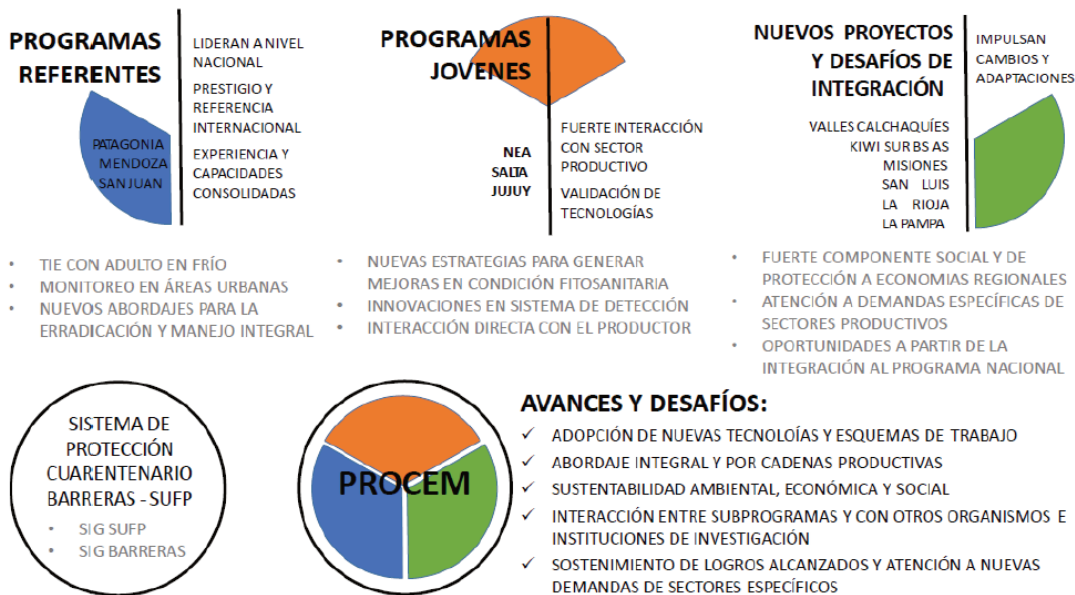 PROGRAMAS
REFERENTES
PATAGONIA
MENDOZA
SAN JUAN
LIDERAN A NIVEL
NACIONAL
PRESTIGIO Y
REFERENCIA
INTERNACIONAL
EXPERIENCIA Y
CAPACIDADES
CONSOLIDADAS
• TIE CON ADULTO EN FRÍO
• MONITOREO EN ÁREAS URBANAS
• NUEVOS ABORDAJES PARA LA
ERRADICACIÓN Y MANEJO INTEGRAL
PROGRAMAS
JOVENES
NEA
SALTA
JUJUY
FUERTE INTERACCIÓN
CON SECTOR
PRODUCTIVO
VALIDACIÓN DE
TECNOLOGÍAS
• NUEVAS ESTRATEGIAS PARA GENERAR
MEJORAS EN CONDICIÓN FITOSANITARIA
• INNOVACIONES EN SISTEMA DE DETECCIÓN
• INTERACCIÓN DIRECTA CON EL PRODUCTOR
NUEVOS PROYECTOS
Y DESAFÍOS DE
INTEGRACIÓN
VALLES CALCHAQUÍES
KIWI SUR BS AS
MISIONES
SAN LUIS
LA RIOJA
LA PAMPA
IMPULSAN
CAMBIOS Y
ADAPTACIONES
• FUERTE COMPONENTE SOCIAL Y DE
PROTECCIÓN A ECONOMIAS REGIONALES
• ATENCIÓN A DEMANDAS ESPECÍFICAS DE
SECTORES PRODUCTIVOS
• OPORTUNIDADES A PARTIR DE LA
INTEGRACIÓN AL PROGRAMA NACIONAL
SISTEMA DE
PROTECCIÓN
CUARENTENARIO
BARRERAS - SUFP
• SIG SUFP
• SIG BARRERAS
PROCEM
AVANCES Y DESAFÍOS:
✓ ADOPCIÓN DE NUEVAS TECNOLOÍAS Y ESQUEMAS DE TRABAJO
✓ ABORDAJE INTEGRAL Y POR CADENAS PRODUCTIVAS
✓ SUSTENTABILIDAD AMBIENTAL, ECONÓMICA Y SOCIAL
✓ INTERACCIÓN ENTRE SUBPROGRAMAS Y CON OTROS ORGANISMOS E
INSTITUCIONES DE INVESTIGACIÓN
✓ SOSTENIMIENTO DE LOGROS ALCANZADOS Y ATENCIÓN A NUEVAS
DEMANDAS DE SECTORES ESPECÍFICOS